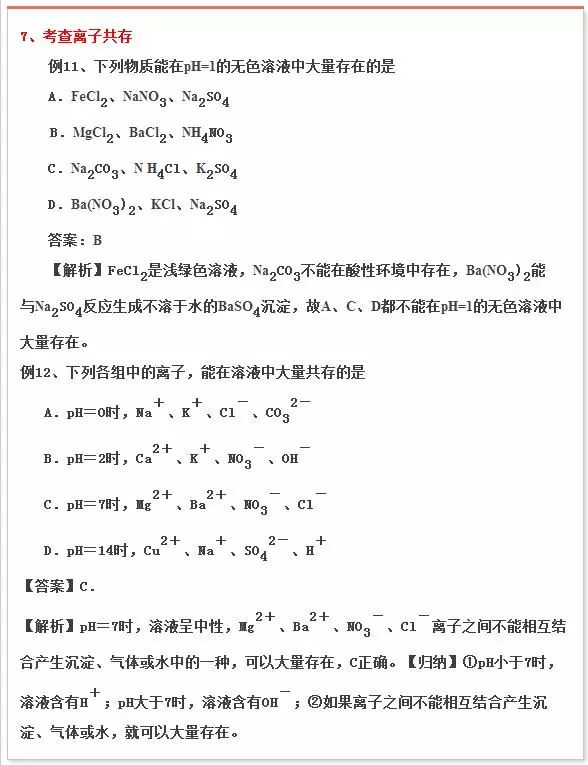 7、考查离子共存
例11、下列物质能在pH=1的无色溶液中大量存在的是
A．FeCl₂、NaNO₃、Na₂SO₄
B．MgCl₂、BaCl₂、NH₄NO₃
C．Na₂CO₃、N H₄Cl、K₂SO₄
D．Ba(NO₃)₂、KCl、Na₂SO₄
答案：B
【解析】FeCl₂是浅绿色溶液，Na₂CO₃不能在酸性环境中存在，Ba(NO₃)₂能
与Na₂SO₄反应生成不溶于水的BaSO₄沉淀，故A、C、D都不能在pH=1的无色溶液中
大量存在。
例12、下列各组中的离子，能在溶液中大量共存的是
A．pH＝0时，Na⁺、K⁺、Cl⁻、CO₃²⁻
B．pH＝2时，Ca²⁺、K⁺、NO₃⁻、OH⁻
C．pH＝7时，Mg²⁺、Ba²⁺、NO₃⁻、Cl⁻
D．pH＝14时，Cu²⁺、Na⁺、SO₄²⁻、H⁺
【答案】C．
【解析】pH＝7时，溶液呈中性，Mg²⁺、Ba²⁺、NO₃⁻、Cl⁻离子之间不能相互结
合产生沉淀、气体或水中的一种，可以大量存在，C正确。【归纳】①pH小于7时，
溶液含有H⁺；pH大于7时，溶液含有OH⁻；②如果离子之间不能相互结合产生沉
淀、气体或水，就可以大量存在。